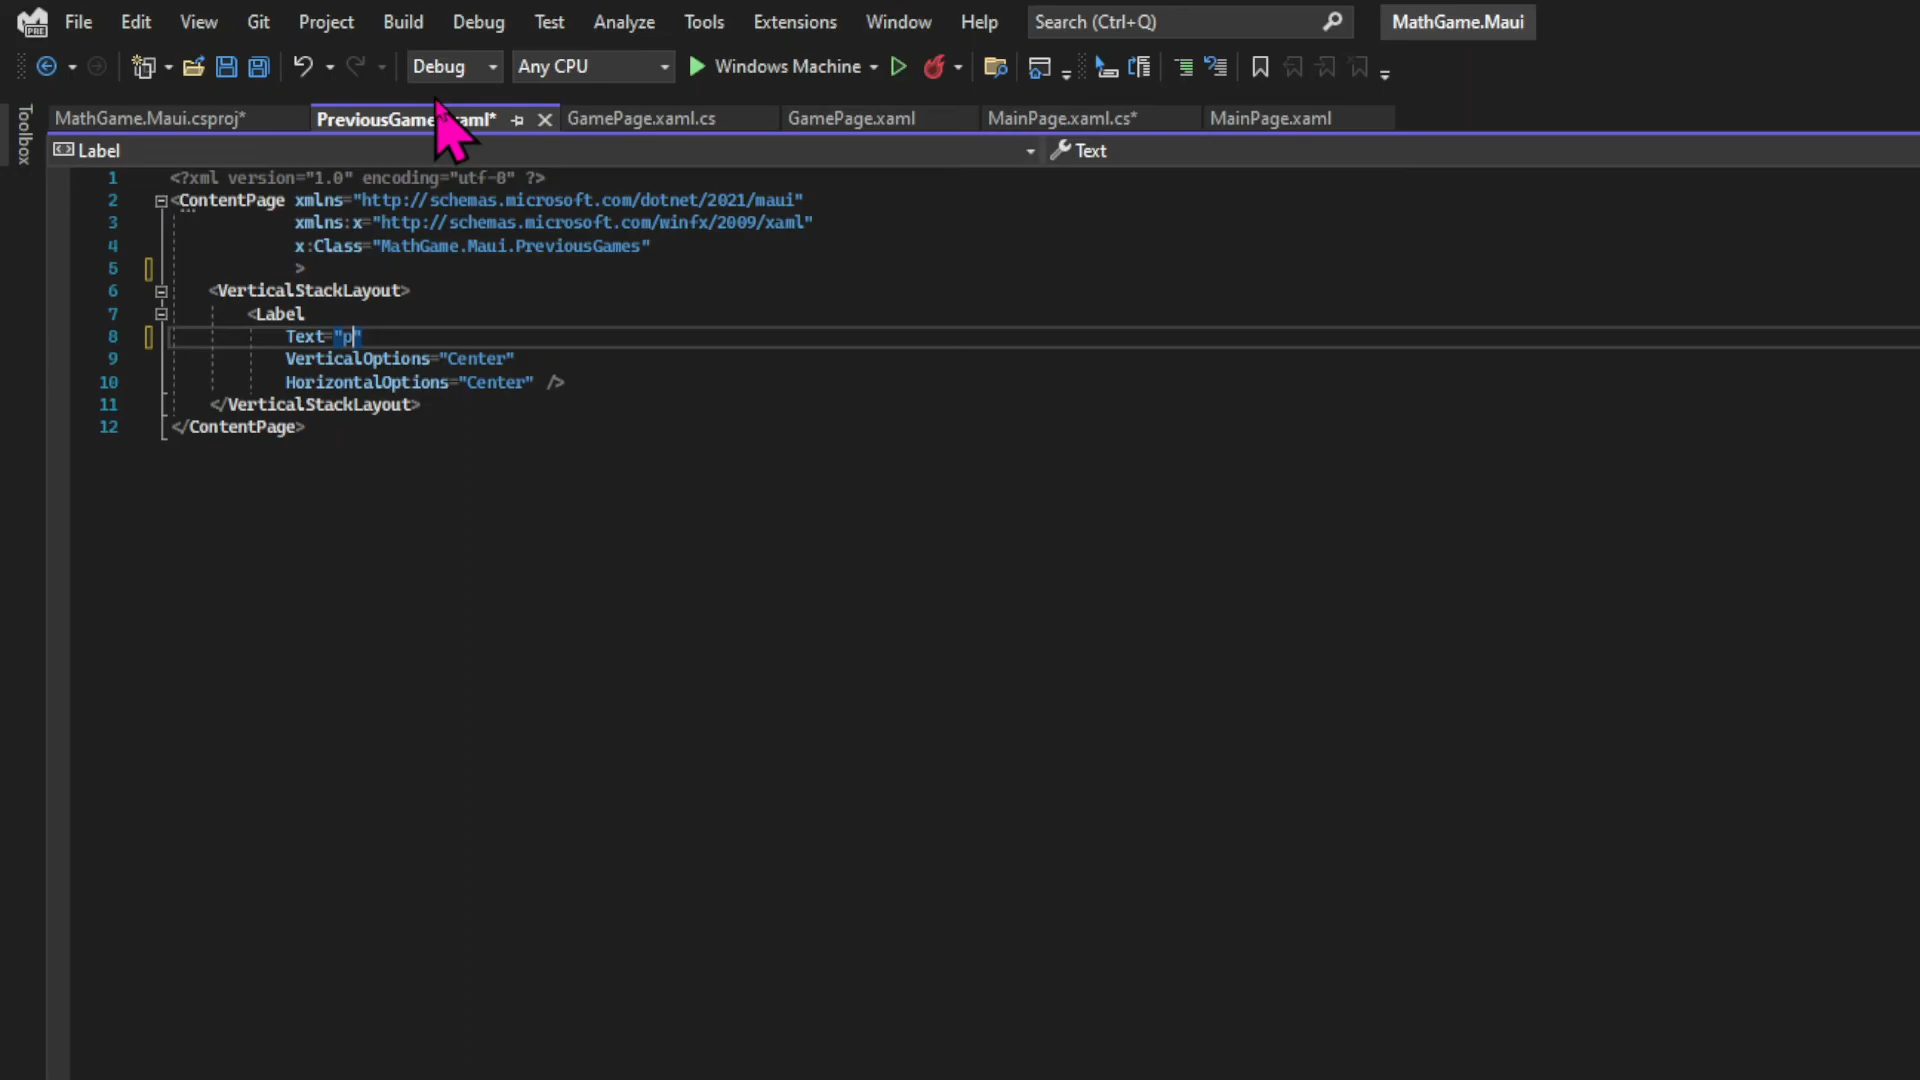 File Edit View Git Project Build Debug Test Analyze Tools Extensions Window Help Search (Ctrl+Q) MathGame.Maui
PRE
Debug Any CPU Windows Machine
MathGame.Maui.csproj* PreviousGame xaml* GamePage.xaml.cs GamePage.xaml MainPage.xaml.cs* MainPage.xaml
Toolbox
Label Text
1 <?xml version="1.0" encoding="utf-8" ?>
2 <ContentPage xmlns="http://schemas.microsoft.com/dotnet/2021/maui"
3 xmlns:x="http://schemas.microsoft.com/winfx/2009/xaml"
4 x:Class="MathGame.Maui.PreviousGames"
5 >
6 <VerticalStackLayout>
7 <Label
8 Text="p"
9 VerticalOptions="Center"
10 HorizontalOptions="Center" />
11 </VerticalStackLayout>
12 </ContentPage>